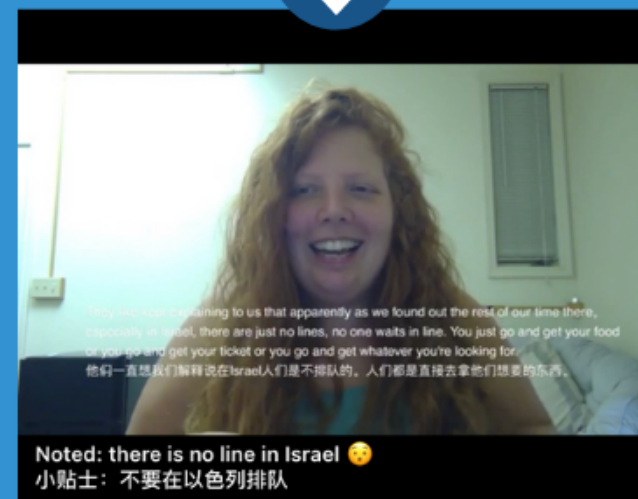 They did kept explaining to us that apparently as we found out the rest of our time there,
especially in Israel, there are just no lines, no one waits in line. You just go and get your food
or you go and get your ticket or you go and get whatever you're looking for.
他们一直想我们解释说在Israel人们是不排队的。人们都是直接去拿他们想要的东西。
Noted: there is no line in Israel 😯
小贴士：不要在以色列排队